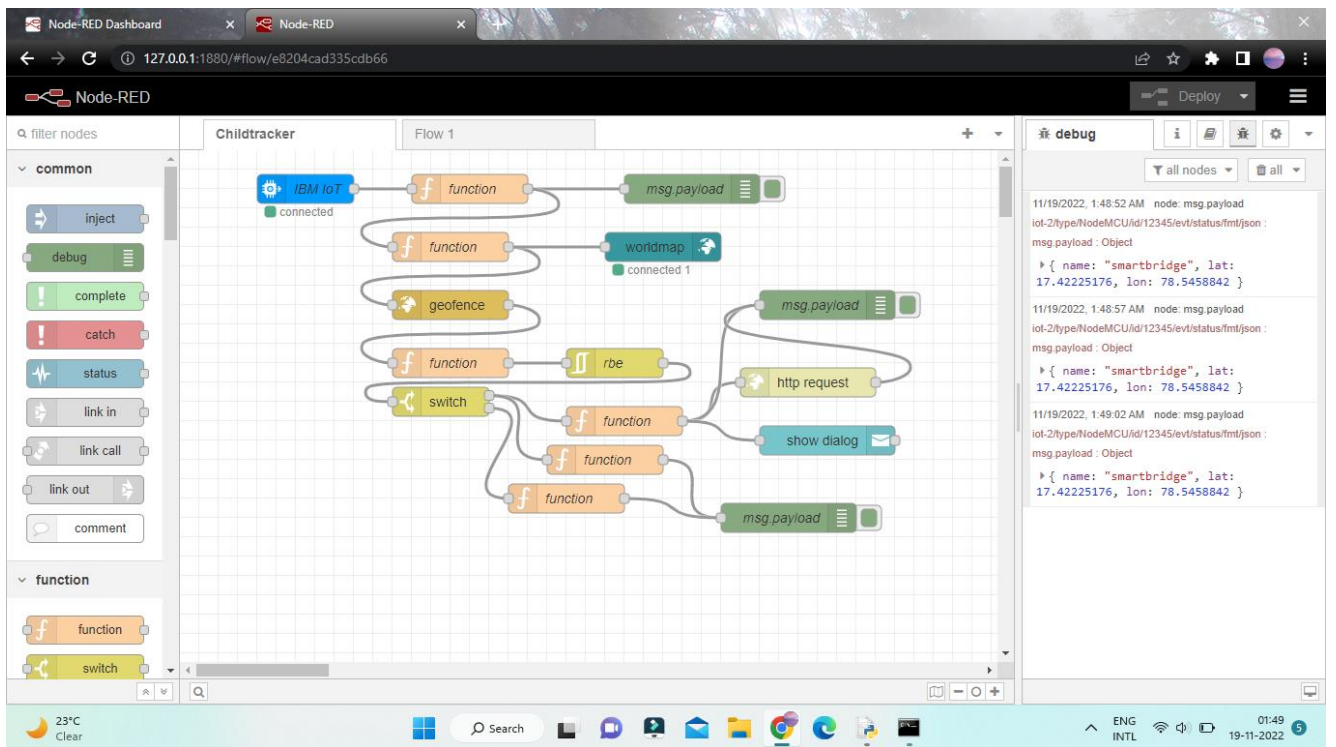 Node-RED Dashboard
Node-RED
127.0.0.1:1880/#flow/e8204cad335cdb66
Node-RED
Deploy
filter nodes
Childtracker
Flow 1
debug
i
common
inject
debug
complete
catch
status
link in
link call
link out
comment
function
function
switch
IBM IoT
connected
function
msg.payload
function
worldmap
connected 1
geofence
msg.payload
function
rbe
http request
switch
function
show dialog
function
function
msg.payload
all nodes
all
11/19/2022, 1:48:52 AM node: msg.payload
iot-2/type/NodeMCU/id/12345/evt/status/fmt/json :
msg.payload : Object
{ name: "smartbridge", lat:
17.42225176, lon: 78.5458842 }
11/19/2022, 1:48:57 AM node: msg.payload
iot-2/type/NodeMCU/id/12345/evt/status/fmt/json :
msg.payload : Object
{ name: "smartbridge", lat:
17.42225176, lon: 78.5458842 }
11/19/2022, 1:49:02 AM node: msg.payload
iot-2/type/NodeMCU/id/12345/evt/status/fmt/json :
msg.payload : Object
{ name: "smartbridge", lat:
17.42225176, lon: 78.5458842 }
23°C
Clear
Search
ENG
INTL
01:49
19-11-2022
5